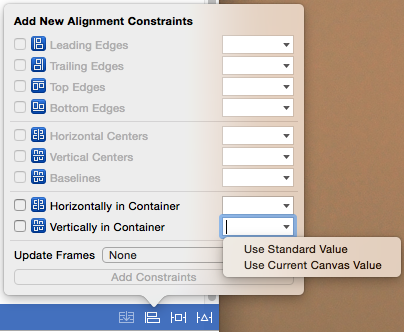 Add New Alignment Constraints
Leading Edges
Trailing Edges
Top Edges
Bottom Edges
Horizontal Centers
Vertical Centers
Baselines
Horizontally in Container
Vertically in Container
Use Standard Value
Use Current Canvas Value
Update Frames None
Add Constraints